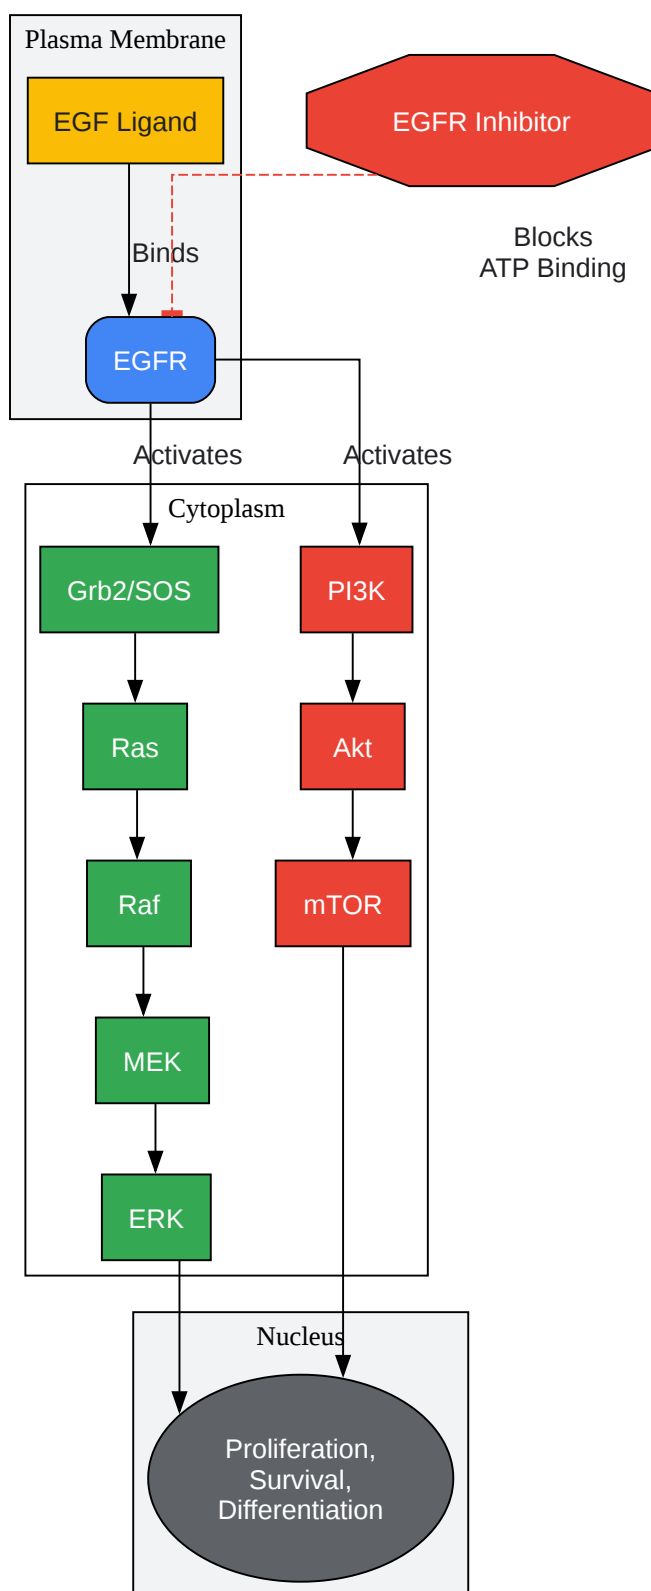 Plasma Membrane
EGF Ligand
EGFR Inhibitor
Binds
Blocks
ATP Binding
EGFR
Activates
Activates
Cytoplasm
Grb2/SOS
PI3K
Ras
Akt
Raf
mTOR
MEK
ERK
Nucleus
Proliferation,
Survival,
Differentiation